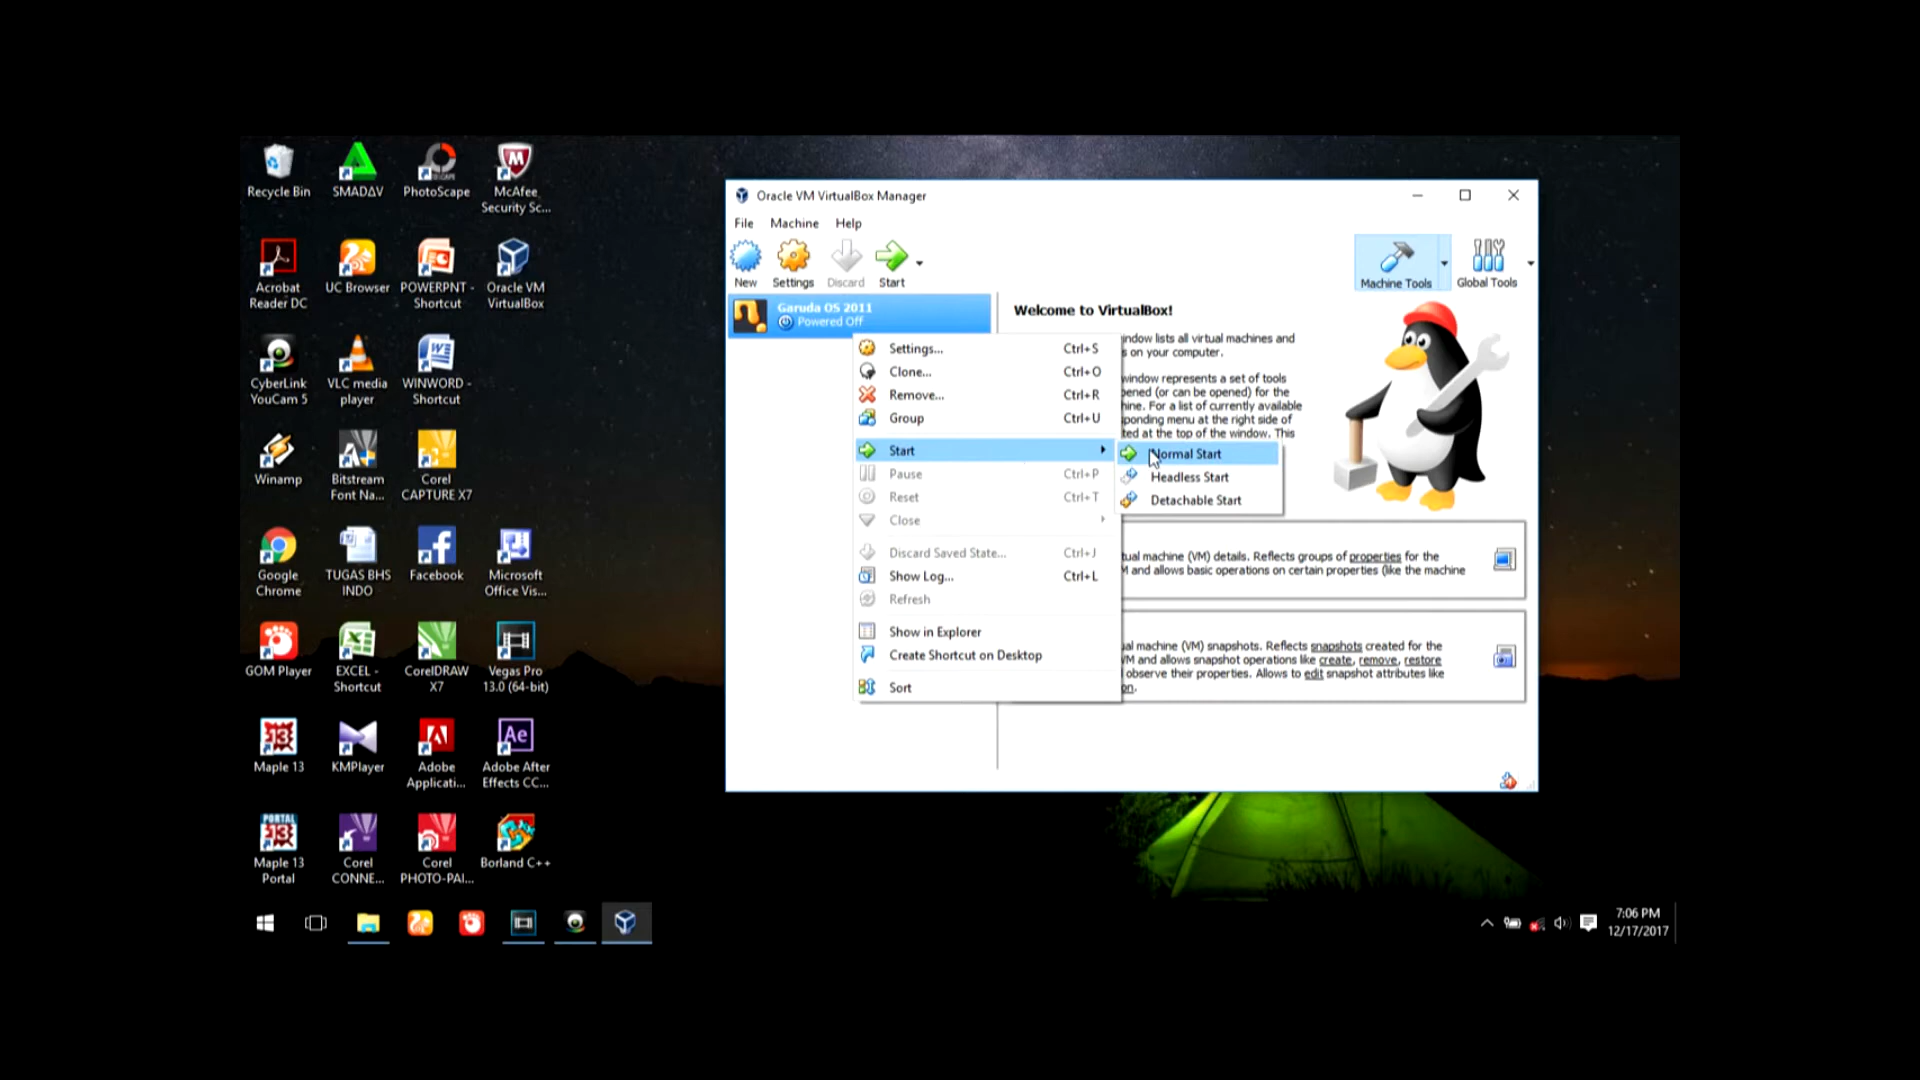 Recycle Bin
SMADΔV
PhotoScape
McAfee
Security Sc...
Acrobat
Reader DC
UC Browser
POWERPNT -
Shortcut
Oracle VM
VirtualBox
CyberLink
YouCam 5
VLC media
player
WINWORD -
Shortcut
Winamp
Bitstream
Font Na...
Corel
CAPTURE X7
Google
Chrome
TUGAS BHS
INDO
Facebook
Microsoft
Office Vis...
GOM Player
EXCEL -
Shortcut
CorelDRAW
X7
Vegas Pro
13.0 (64-bit)
Maple 13
KMPlayer
Adobe
Applicati...
Adobe After
Effects CC...
PORTAL
Maple 13
Portal
Corel
CONNE...
Corel
PHOTO-PAI...
Borland C++
Oracle VM VirtualBox Manager
File Machine Help
New Settings Discard Start
Machine Tools Global Tools
Garuda OS 2011
Powered Off
Welcome to VirtualBox!
indow lists all virtual machines and
s on your computer.
window represents a set of tools
pened (or can be opened) for the
hine. For a list of currently available
ponding menu at the right side of
ted at the top of the window. This
Settings... Ctrl+S
Clone... Ctrl+O
Remove... Ctrl+R
Group Ctrl+U
Start
Pause Ctrl+P
Reset Ctrl+T
Close
Discard Saved State... Ctrl+J
Show Log... Ctrl+L
Refresh
Show in Explorer
Create Shortcut on Desktop
Sort
Normal Start
Headless Start
Detachable Start
tual machine (VM) details. Reflects groups of properties for the
M and allows basic operations on certain properties (like the machine
ual machine (VM) snapshots. Reflects snapshots created for the
VM and allows snapshot operations like create, remove, restore
observe their properties. Allows to edit snapshot attributes like
on.
7:06 PM
12/17/2017